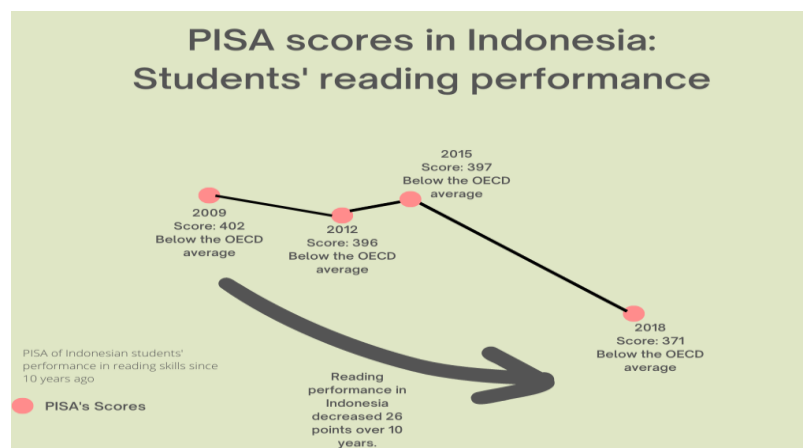 PISA scores in Indonesia:
Students' reading performance
2015
Score: 397
Below the OECD
average
2009
Score: 402
Below the OECD
average
2012
Score: 396
Below the OECD
average
2018
Score: 371
Below the OECD
average
PISA of Indonesian students'
performance in reading skills since
10 years ago
PISA's Scores
Reading
performance in
Indonesia
decreased 26
points over 10
years.